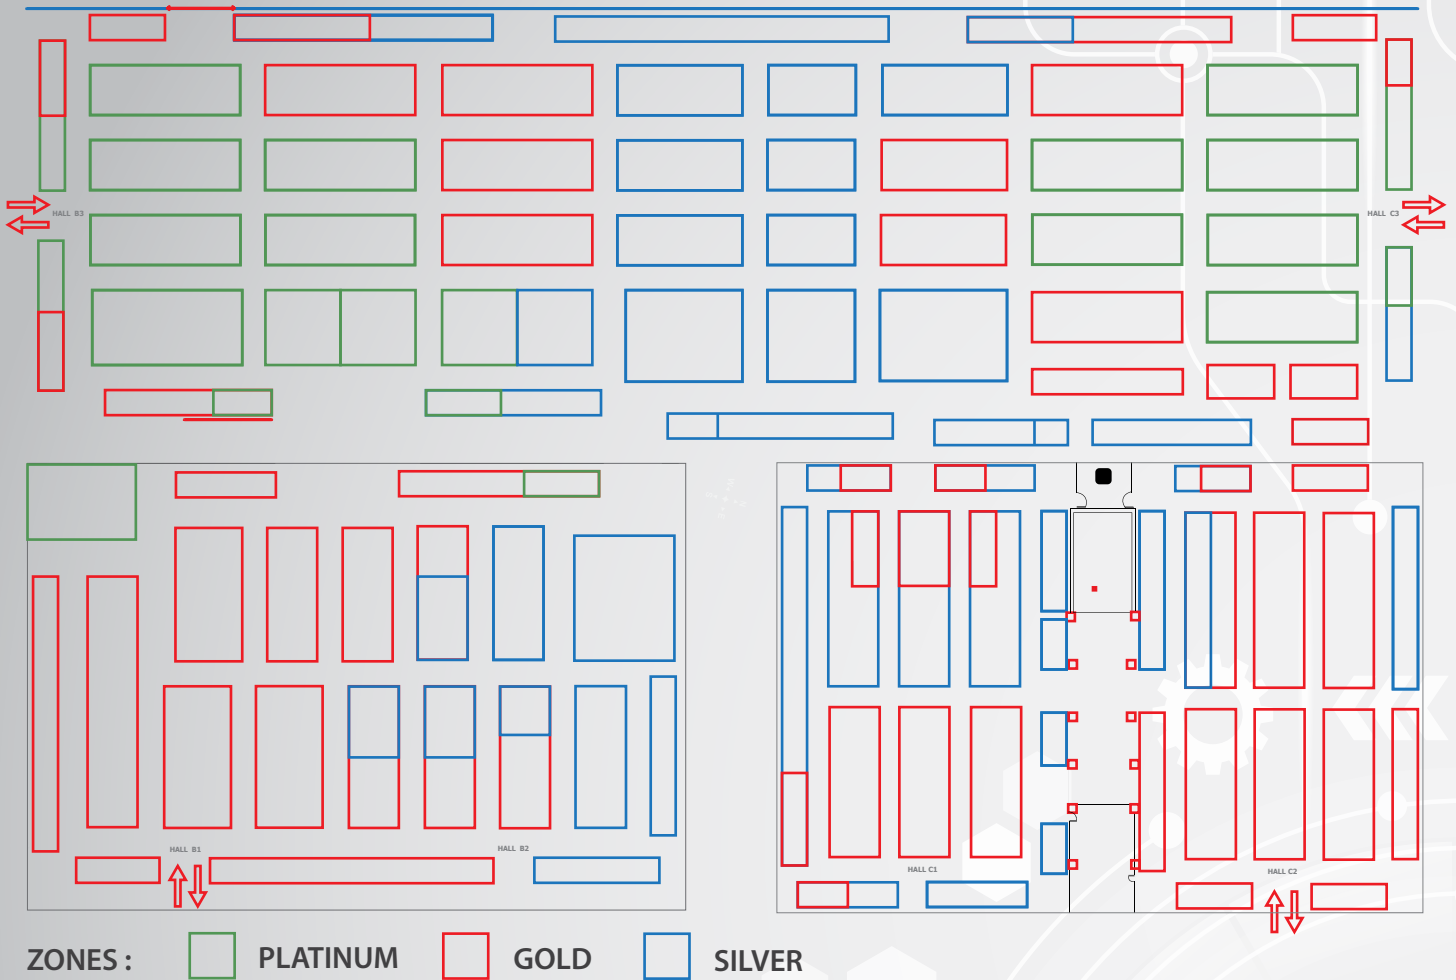 HALL B3
HALL C3
HALL B1
HALL B2
HALL C1
HALL C2
ZONES :
PLATINUM
GOLD
SILVER